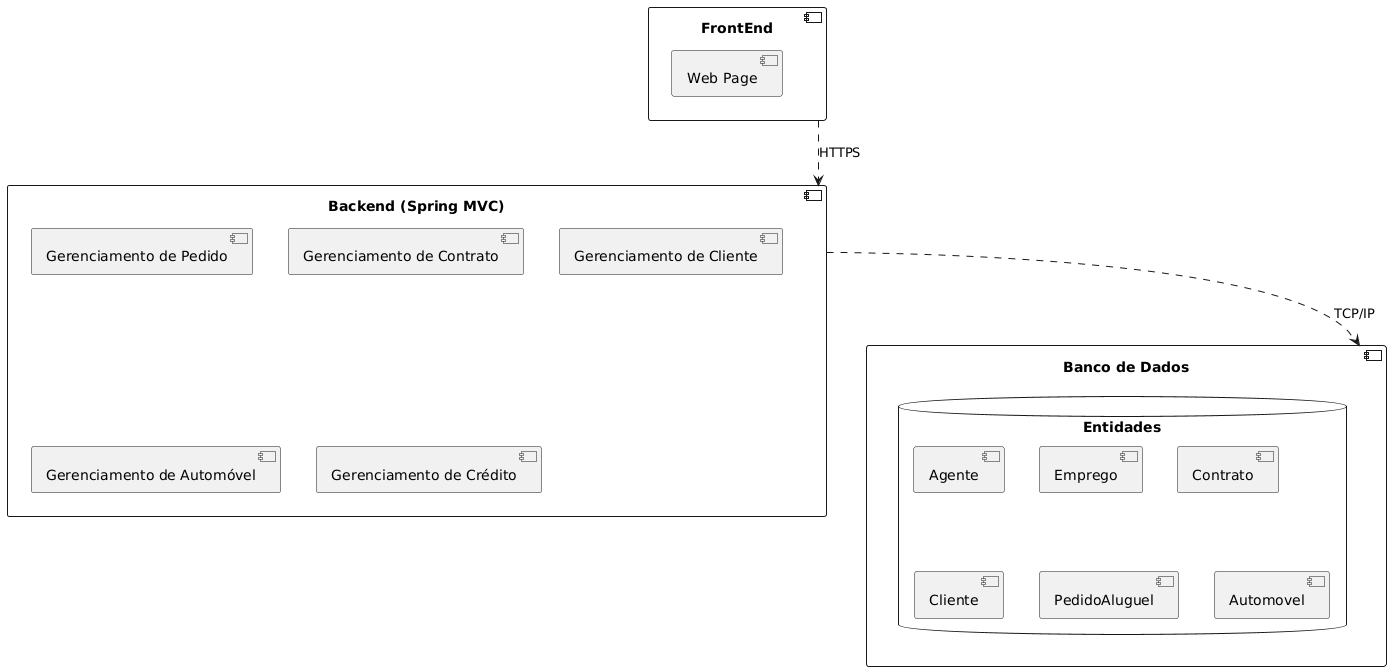 FrontEnd
Web Page
HTTPS
Backend (Spring MVC)
Gerenciamento de Pedido
Gerenciamento de Contrato
Gerenciamento de Cliente
Gerenciamento de Automóvel
Gerenciamento de Crédito
TCP/IP
Banco de Dados
Entidades
Agente
Emprego
Contrato
Cliente
PedidoAluguel
Automovel